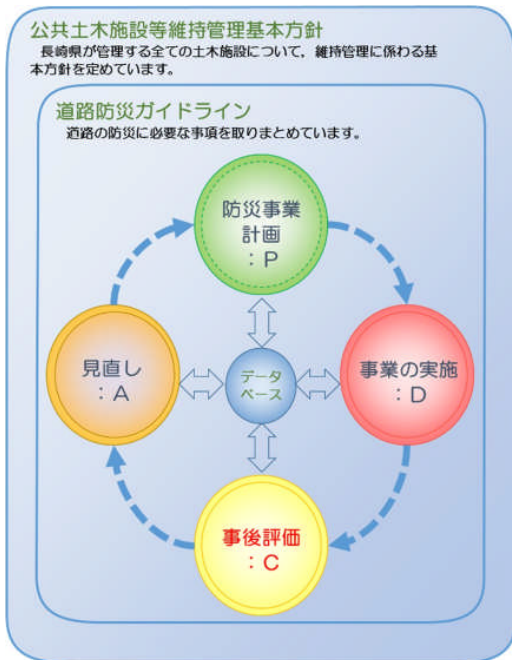 公共土木施設等維持管理基本方針
長崎県が管理する全ての土木施設について，維持管理に係わる基
本方針を定めています。
道路防災ガイドライン
道路の防災に必要な事項を取りまとめています。
防災事業
計画
：P
見直し
：A
データ
ベース
事業の実施
：D
事後評価
：C